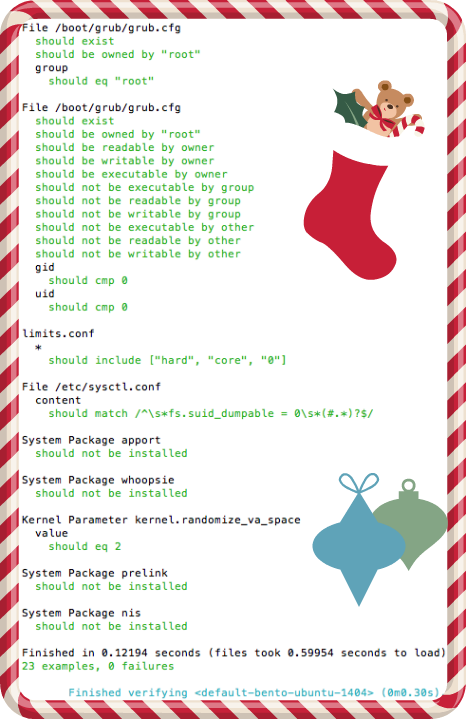 File /boot/grub/grub.cfg
should exist
should be owned by "root"
group
should eq "root"
File /boot/grub/grub.cfg
should exist
should be owned by "root"
should be readable by owner
should be writable by owner
should be executable by owner
should not be executable by group
should not be readable by group
should not be writable by group
should not be executable by other
should not be readable by other
should not be writable by other
gid
should cmp 0
uid
should cmp 0
limits.conf
*
should include ["hard", "core", "0"]
File /etc/sysctl.conf
content
should match /^\s*fs.suid_dumpable = 0\s*(#.*)?$/
System Package apport
should not be installed
System Package whoopsie
should not be installed
Kernel Parameter kernel.randomize_va_space
value
should eq 2
System Package prelink
should not be installed
System Package nis
should not be installed
Finished in 0.12194 seconds (files took 0.59954 seconds to load)
23 examples, 0 failures
Finished verifying <default-bento-ubuntu-1404> (0m0.30s).